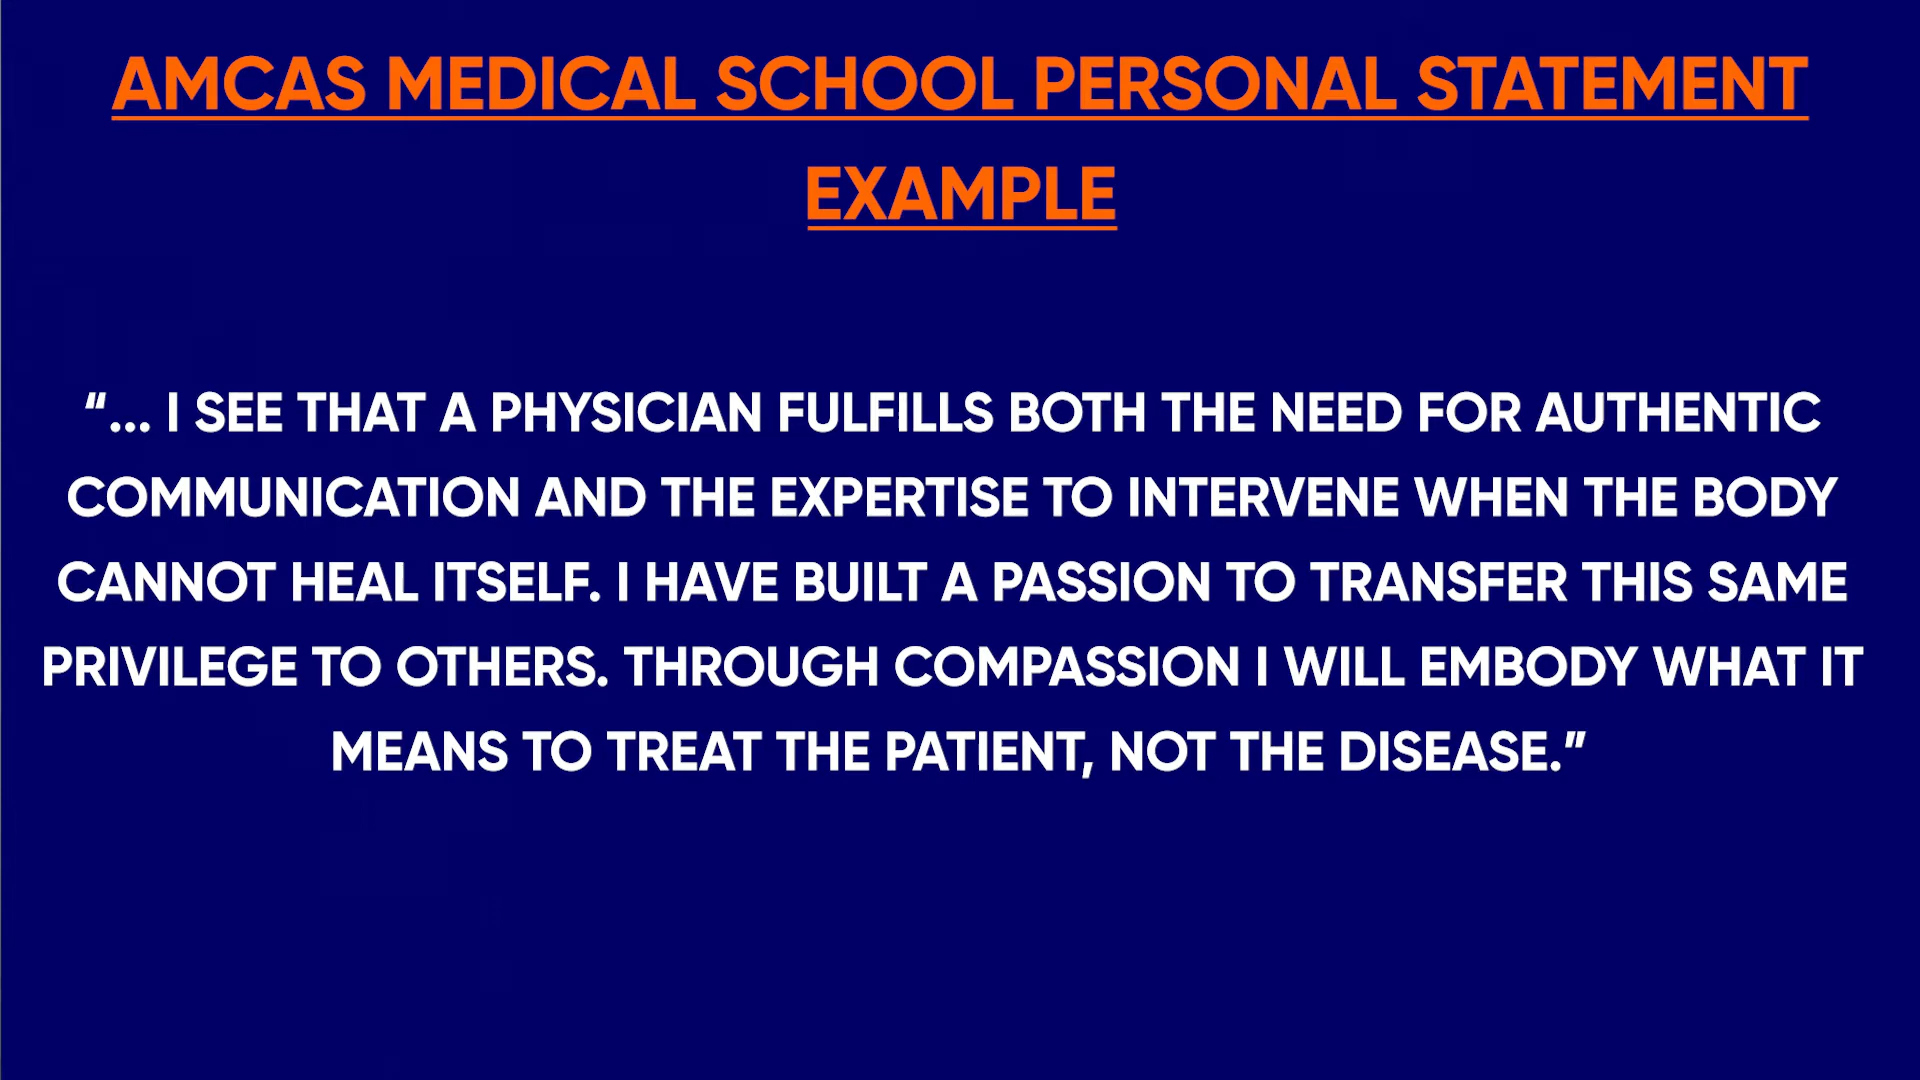 AMCAS MEDICAL SCHOOL PERSONAL STATEMENT
EXAMPLE
“... I SEE THAT A PHYSICIAN FULFILLS BOTH THE NEED FOR AUTHENTIC
COMMUNICATION AND THE EXPERTISE TO INTERVENE WHEN THE BODY
CANNOT HEAL ITSELF. I HAVE BUILT A PASSION TO TRANSFER THIS SAME
PRIVILEGE TO OTHERS. THROUGH COMPASSION I WILL EMBODY WHAT IT
MEANS TO TREAT THE PATIENT, NOT THE DISEASE.”